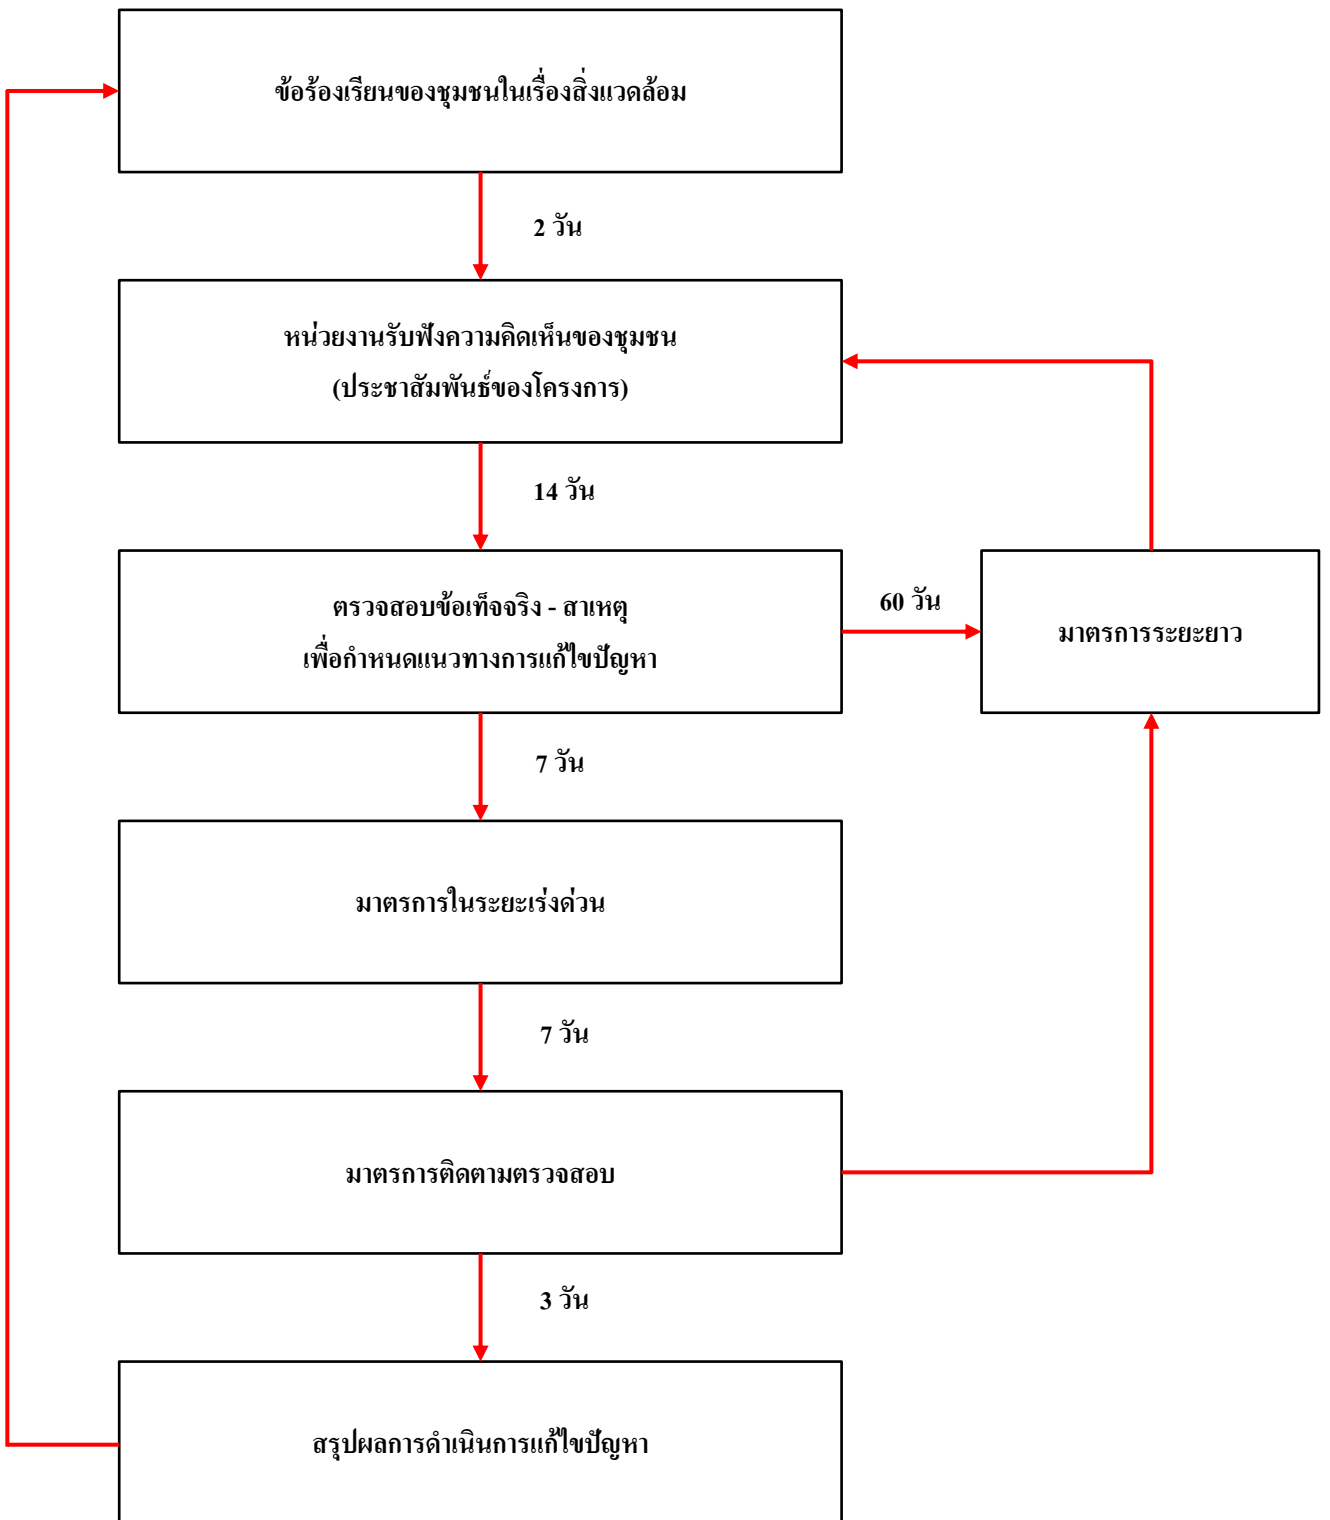 ข้อร้องเรียนของชุมชนในเรื่องสิ่งแวดล้อม
2 วัน
หน่วยงานรับฟังความคิดเห็นของชุมชน
(ประชาสัมพันธ์ของโครงการ)
14 วัน
ตรวจสอบข้อเท็จจริง - สาเหตุ
เพื่อกำหนดแนวทางการแก้ไขปัญหา
60 วัน
มาตรการระยะยาว
7 วัน
มาตรการในระยะเร่งด่วน
7 วัน
มาตรการติดตามตรวจสอบ
3 วัน
สรุปผลการดำเนินการแก้ไขปัญหา